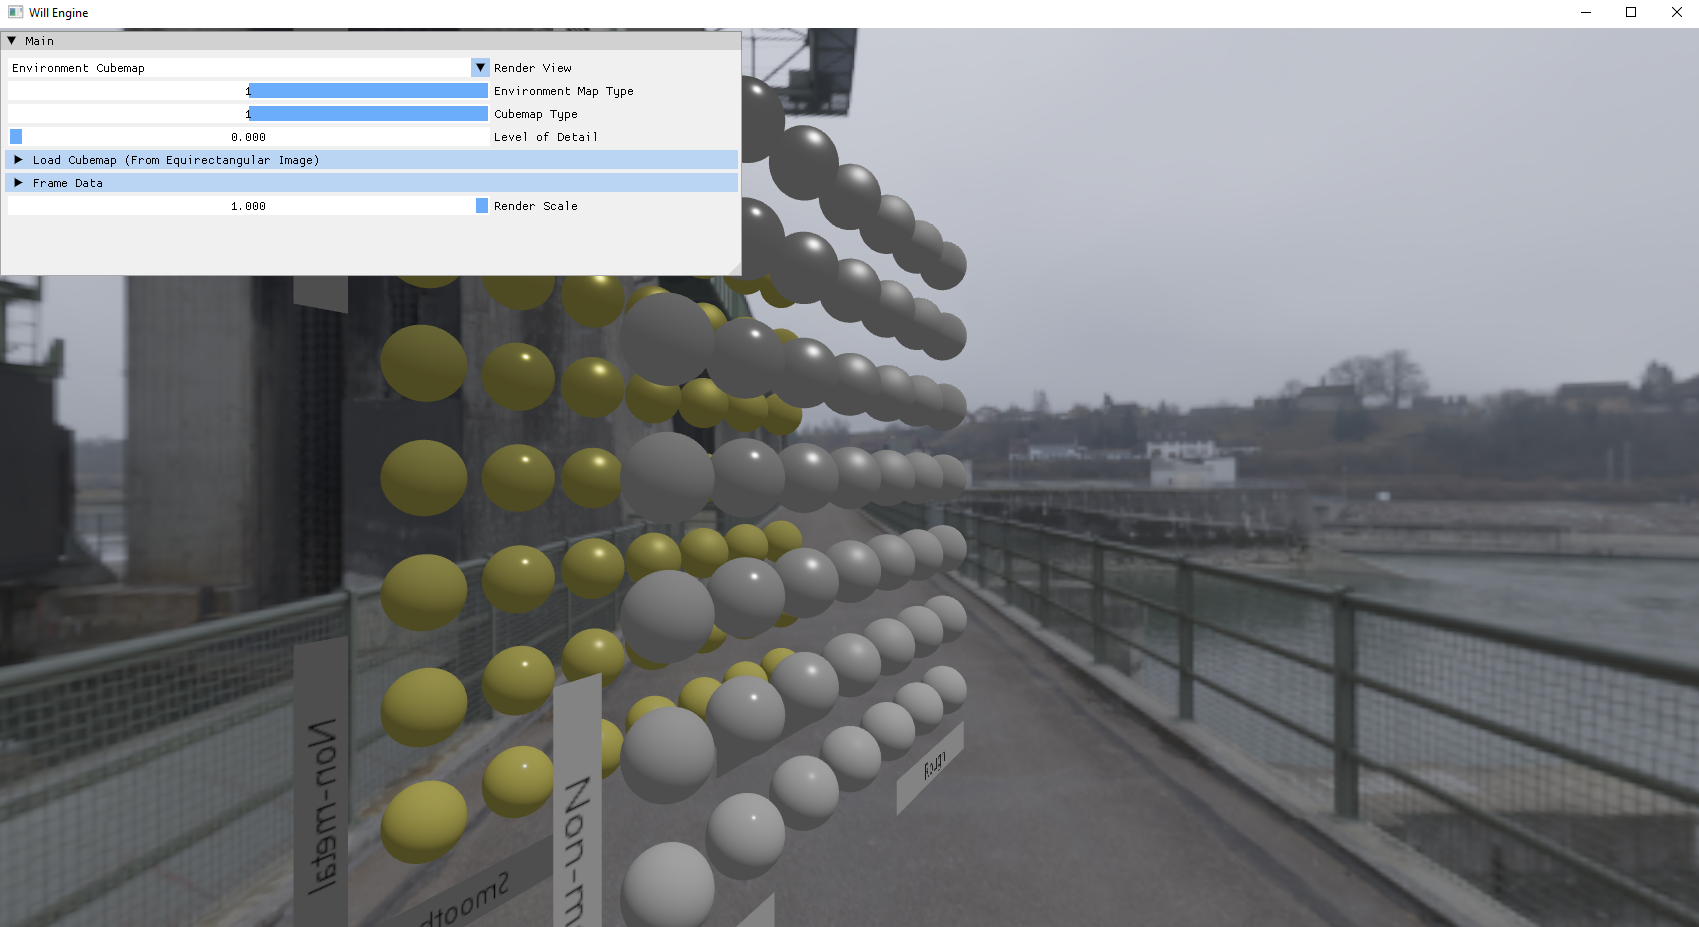 Will Engine
Main
Environment Cubemap
Render View
1
Environment Map Type
1
Cubemap Type
0.000
Level of Detail
Load Cubemap (From Equirectangular Image)
Frame Data
1.000
Render Scale
Non-metal
Smooth
Non-m
Rough